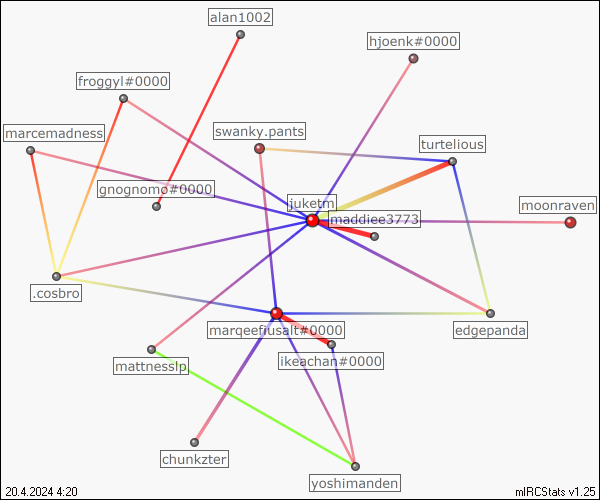 alan1002
hjoenk#0000
froggyl#0000
marcemadness
swanky.pants
turtelious
gnognomo#0000
juketm
moonraven
maddiee3773
.cosbro
marqeefiusalt#0000
edgepanda
ikeachan#0000
mattnesslp
chunkzter
yoshimanden
20.4.2024 4:20
mIRCStats v1.25